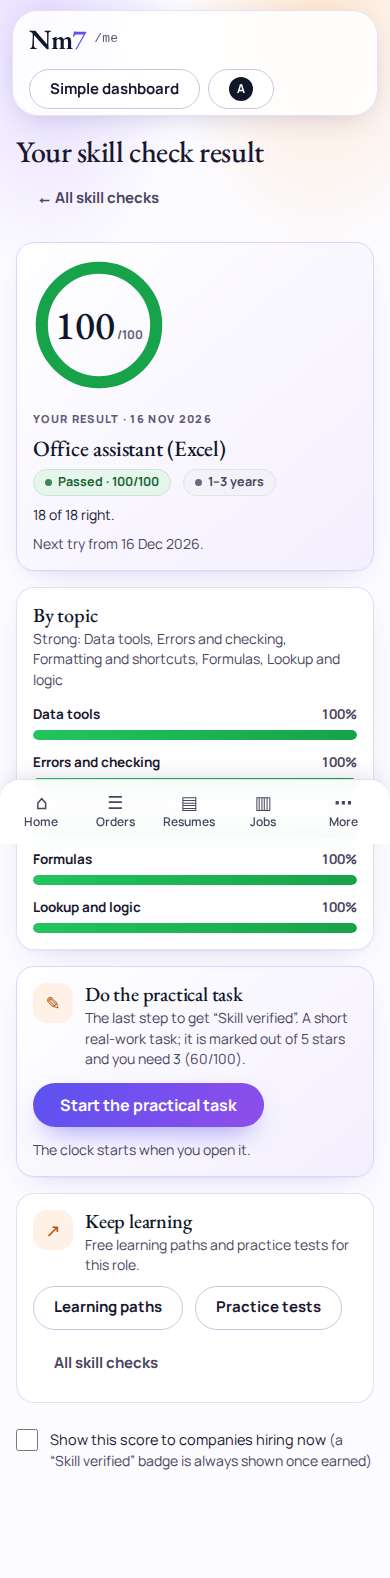 Nm7 /me
Simple dashboard A
Your skill check result
← All skill checks
100/100
YOUR RESULT · 16 NOV 2026
Office assistant (Excel)
Passed · 100/100 1–3 years
18 of 18 right.
Next try from 16 Dec 2026.
By topic
Strong: Data tools, Errors and checking,
Formatting and shortcuts, Formulas, Lookup and
logic
Data tools 100%
Errors and checking 100%
Home Orders Resumes Jobs More
Formulas 100%
Lookup and logic 100%
Do the practical task
The last step to get “Skill verified”. A short
real-work task; it is marked out of 5 stars
and you need 3 (60/100).
Start the practical task
The clock starts when you open it.
Keep learning
Free learning paths and practice tests for
this role.
Learning paths Practice tests
All skill checks
Show this score to companies hiring now (a
“Skill verified” badge is always shown once earned)